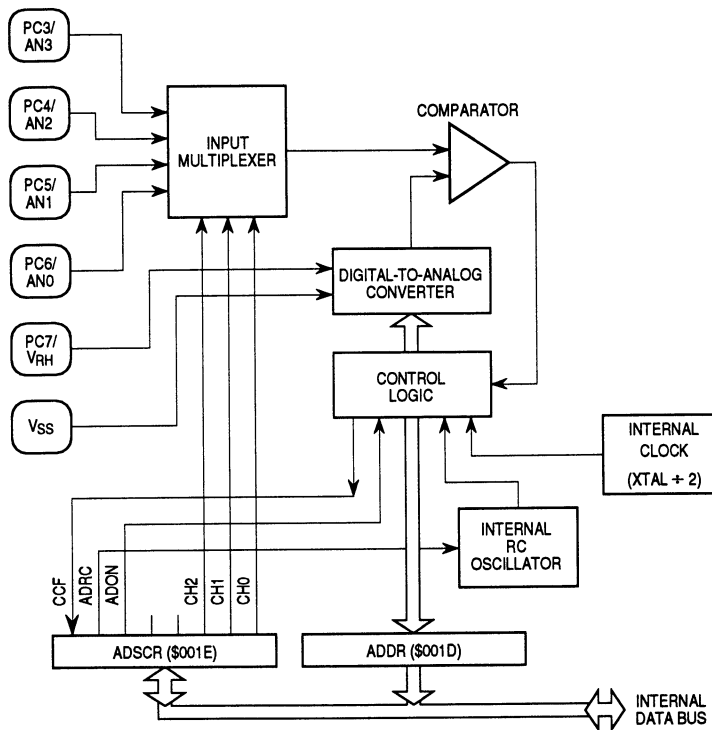 PC3/
AN3
PC4/
AN2
PC5/
AN1
PC6/
AN0
PC7/
VRH
VSS
INPUT
MULTIPLEXER
COMPARATOR
DIGITAL-TO-ANALOG
CONVERTER
CONTROL
LOGIC
INTERNAL
CLOCK
(XTAL ÷ 2)
INTERNAL
RC
OSCILLATOR
CCF
ADRC
ADON
CH2
CH1
CH0
ADSCR ($001E)
ADDR ($001D)
INTERNAL
DATA BUS